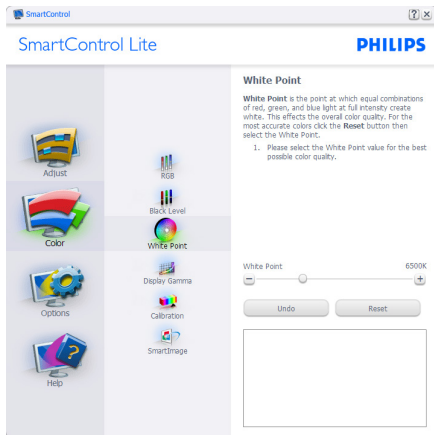 SmartControl
SmartControl Lite
PHILIPS
Adjust
Color
Options
Help
RGB
Black Level
White Point
Display Gamma
Calibration
SmartImage
White Point
White Point is the point at which equal combinations
of red, green, and blue light at full intensity create
white. This effects the overall color quality. For the
most accurate colors click the Reset button then
select the White Point.
1. Please select the White Point value for the best
possible color quality.
White Point 6500K
Undo Reset